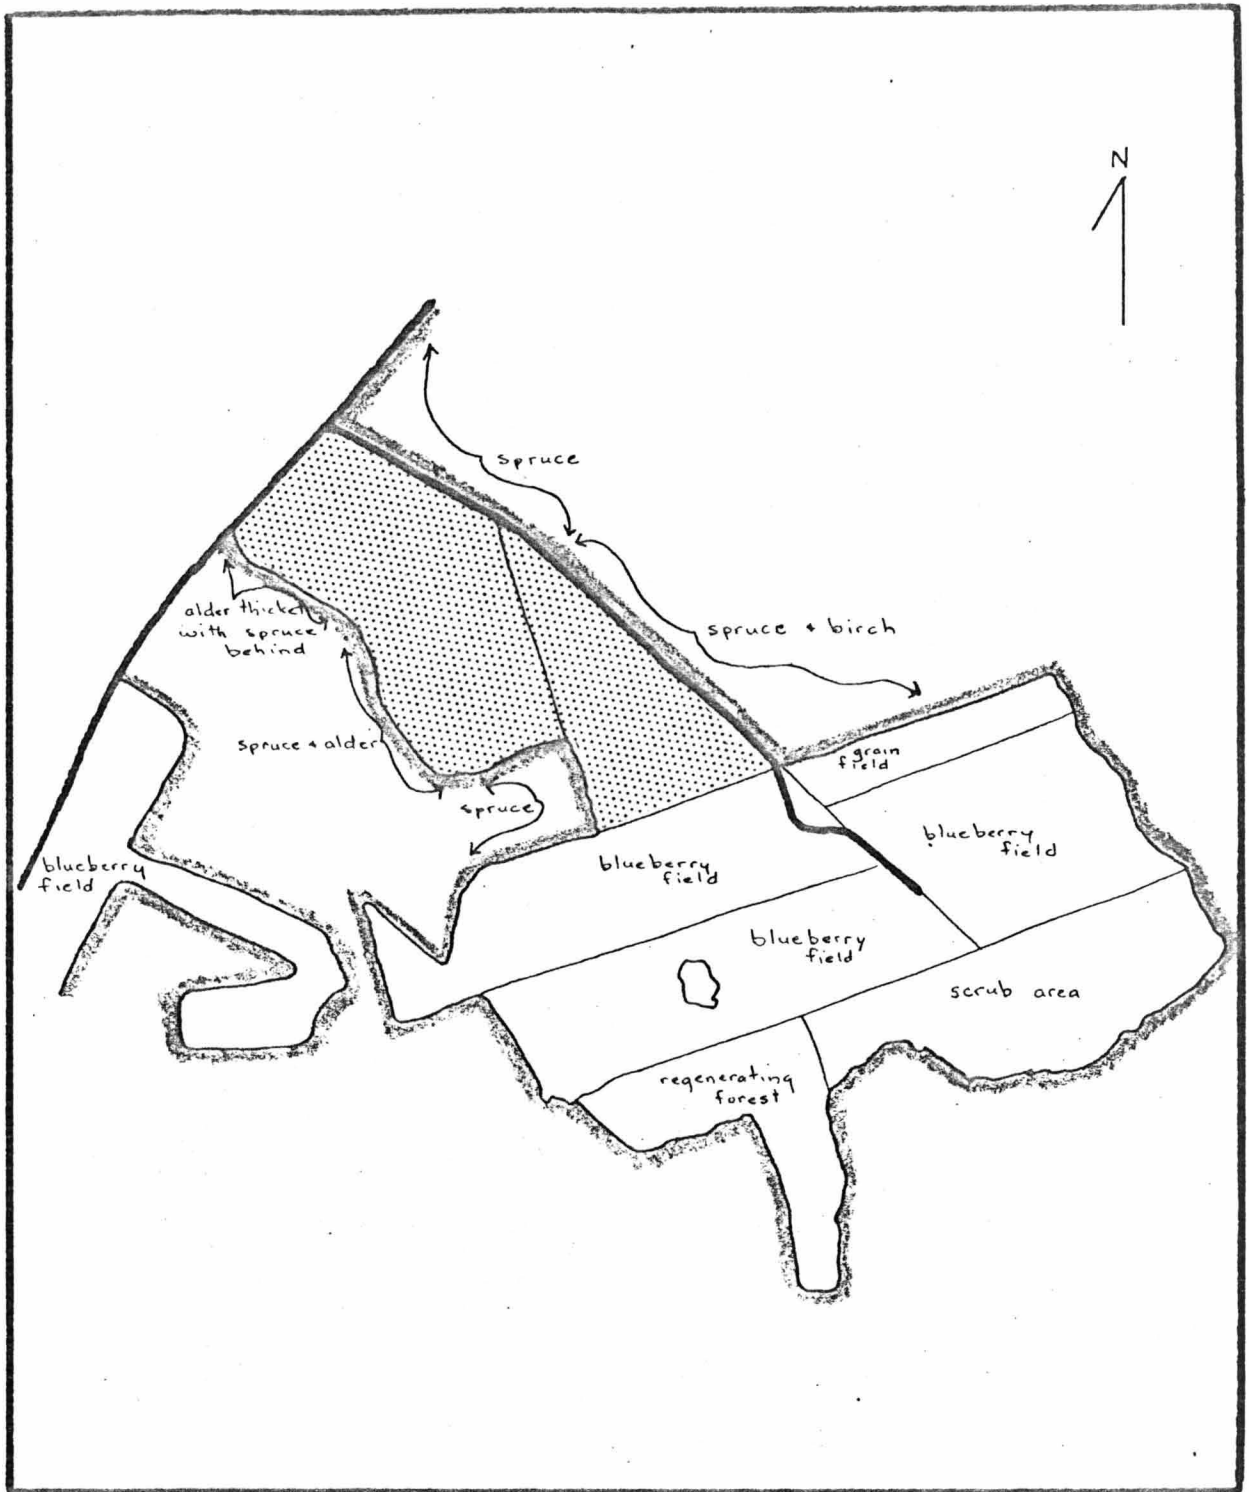 N
spruce
alder thicket
with spruce
behind
spruce + birch
spruce + alder
grain
field
spruce
blueberry
field
blueberry
field
blueberry
field
blueberry
field
scrub area
regenerating
forest